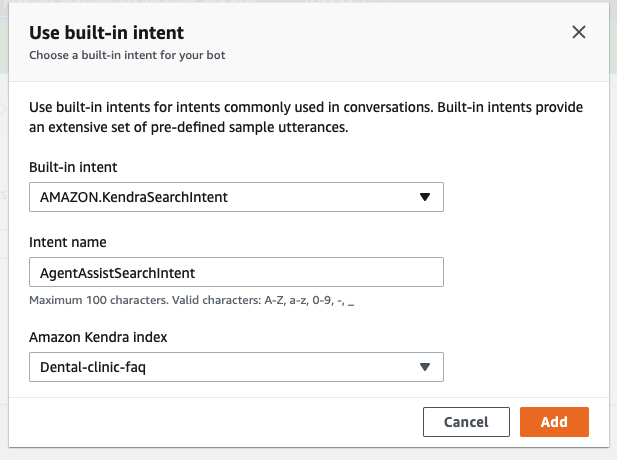 Use built-in intent
Choose a built-in intent for your bot
Use built-in intents for intents commonly used in conversations. Built-in intents provide
an extensive set of pre-defined sample utterances.
Built-in intent
AMAZON.KendraSearchIntent
Intent name
AgentAssistSearchIntent
Maximum 100 characters. Valid characters: A-Z, a-z, 0-9, -, _
Amazon Kendra index
Dental-clinic-faq
Cancel
Add